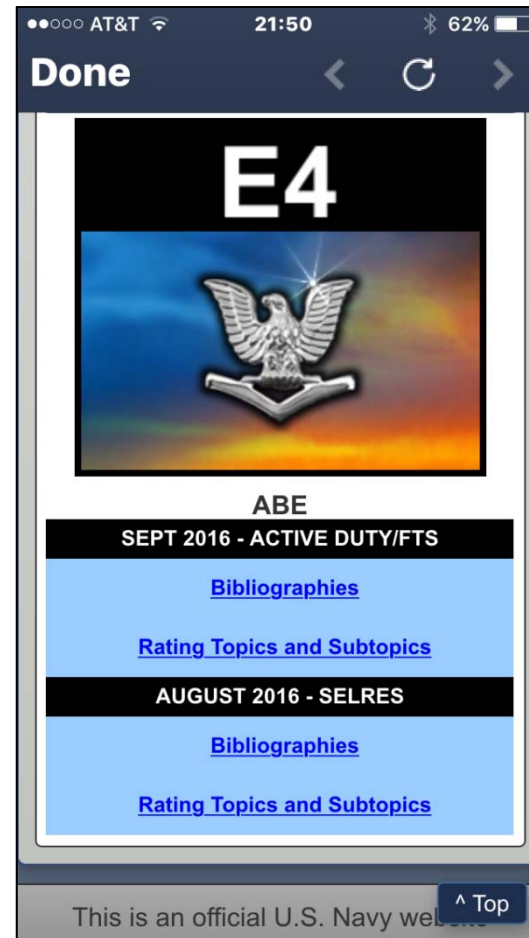 AT&T 21:50 62%
Done
E4
ABE
SEPT 2016 - ACTIVE DUTY/FTS
Bibliographies
Rating Topics and Subtopics
AUGUST 2016 - SELRES
Bibliographies
Rating Topics and Subtopics
^ Top
This is an official U.S. Navy website